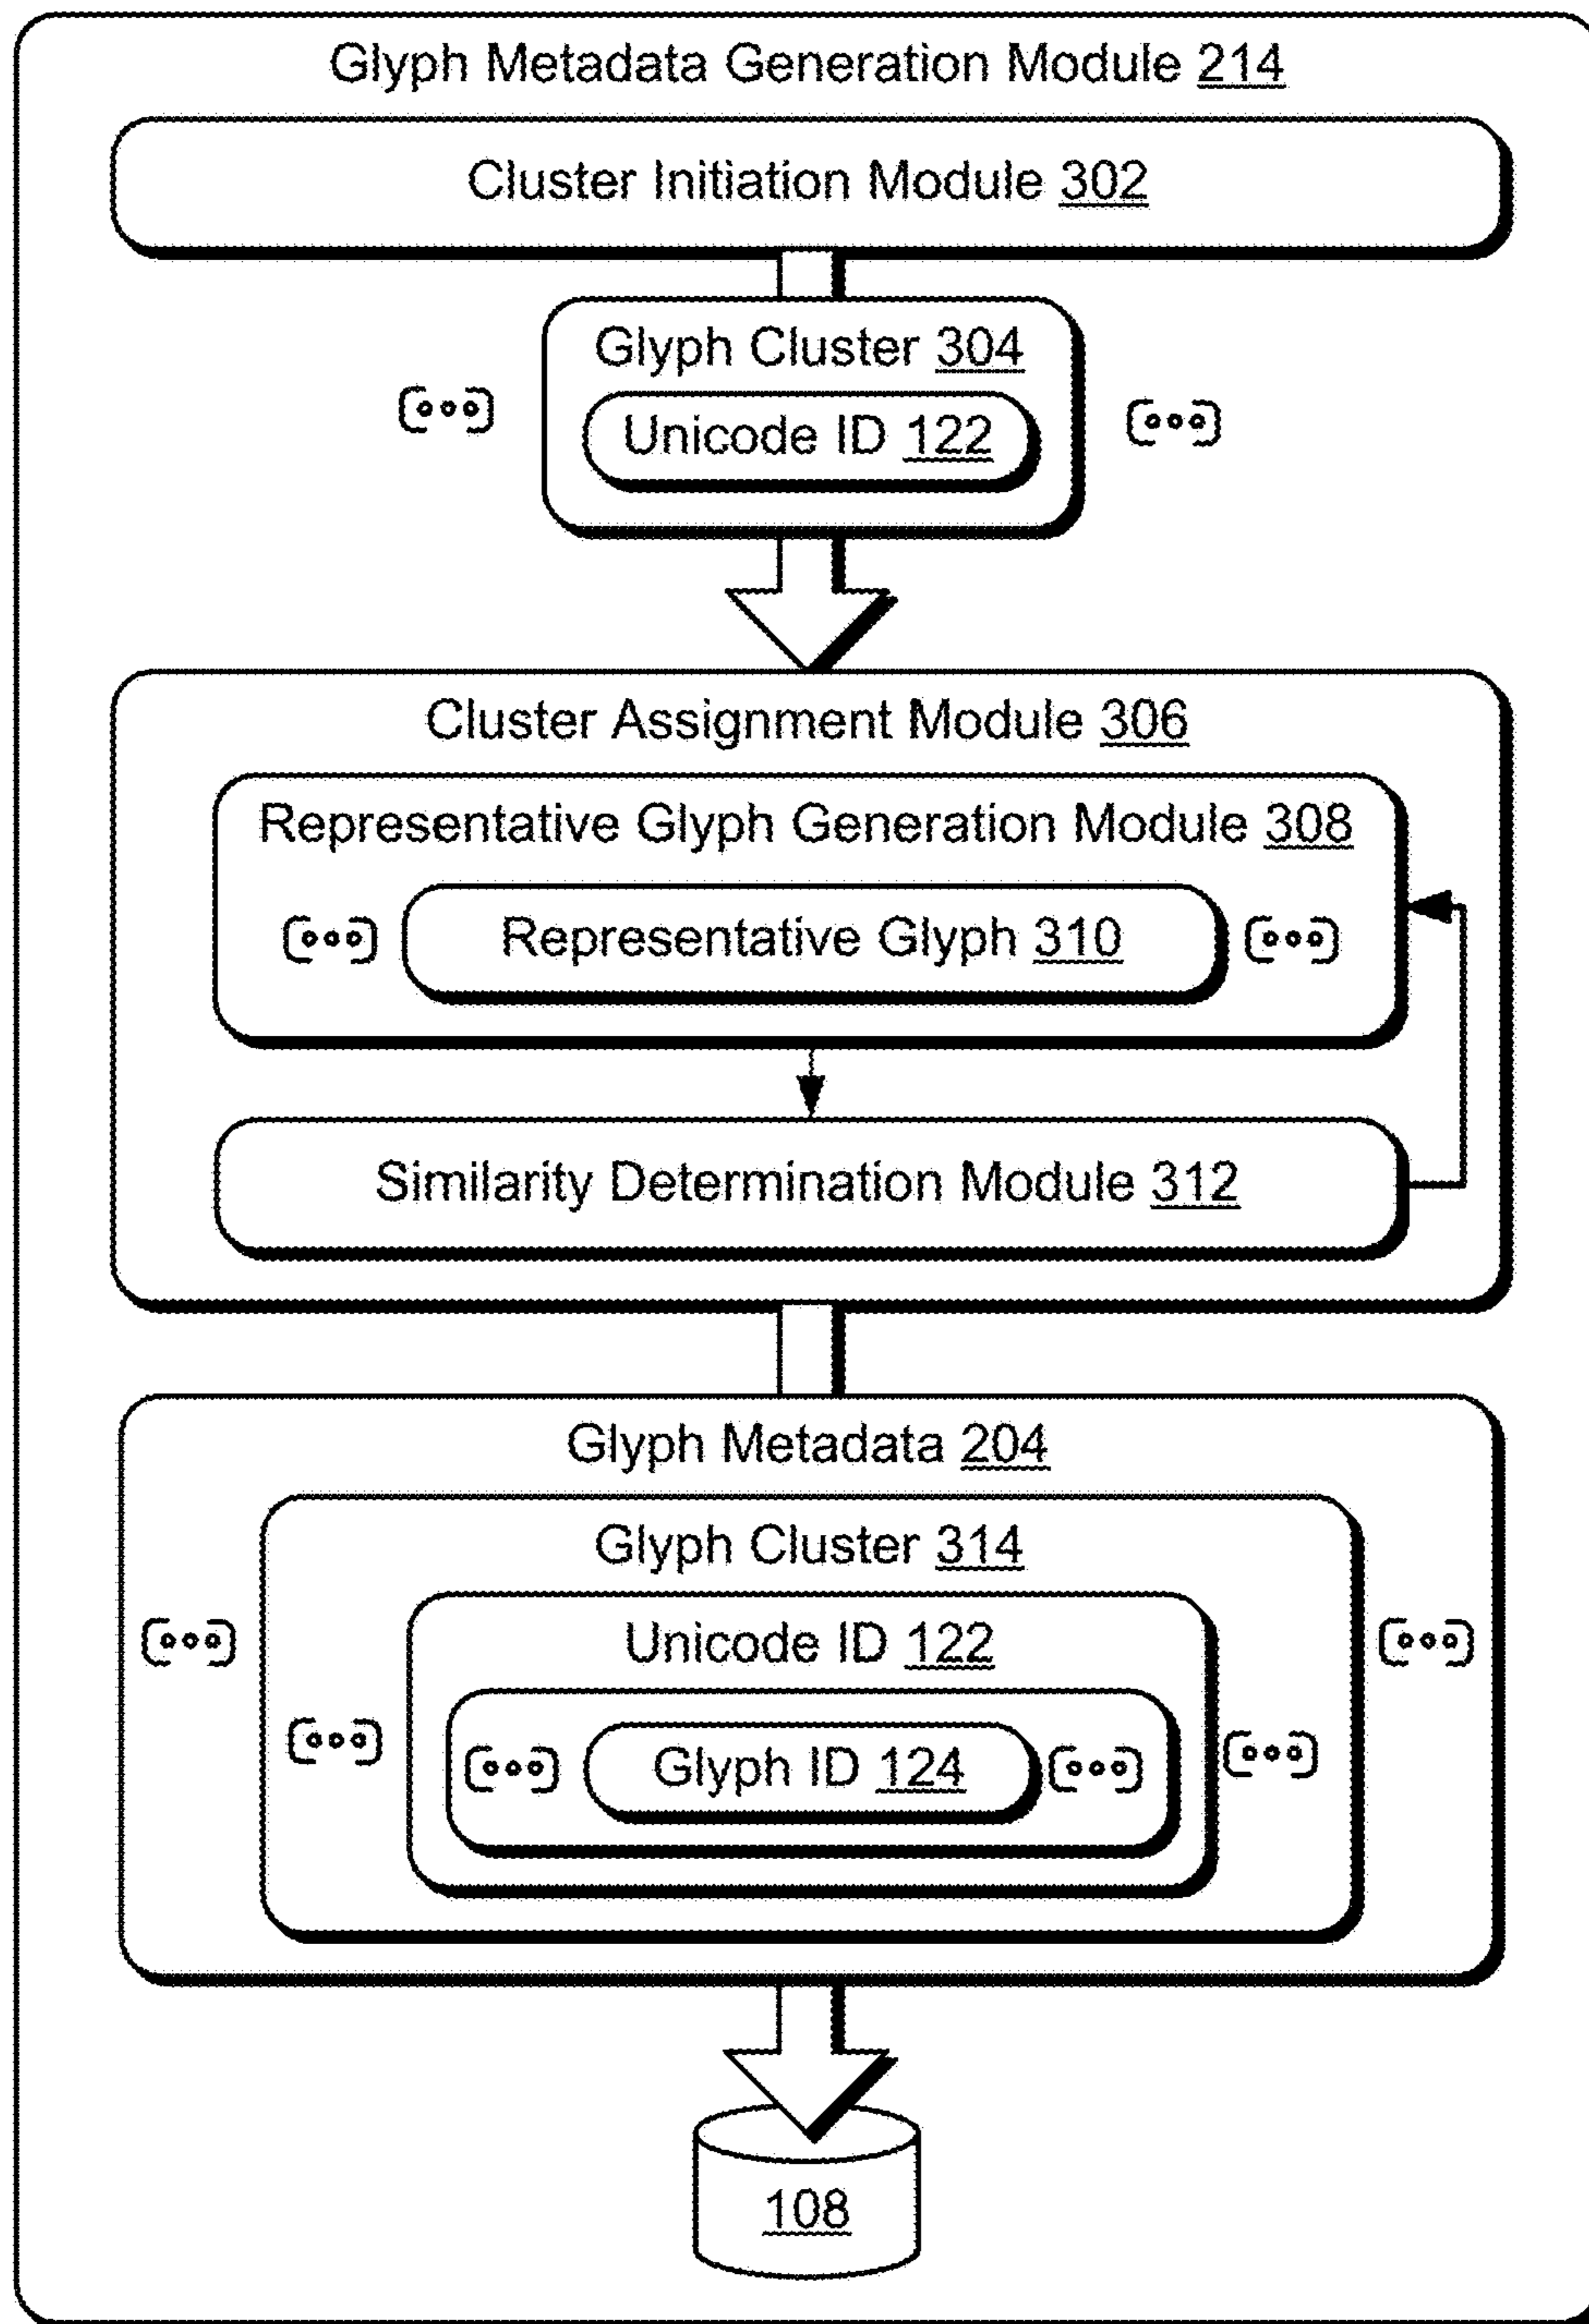 Glyph Metadata Generation Module 214
Cluster Initiation Module 302
Glyph Cluster 304
Unicode ID 122
Cluster Assignment Module 306
Representative Glyph Generation Module 308
Representative Glyph 310
Similarity Determination Module 312
Glyph Metadata 204
Glyph Cluster 314
Unicode ID 122
Glyph ID 124
108